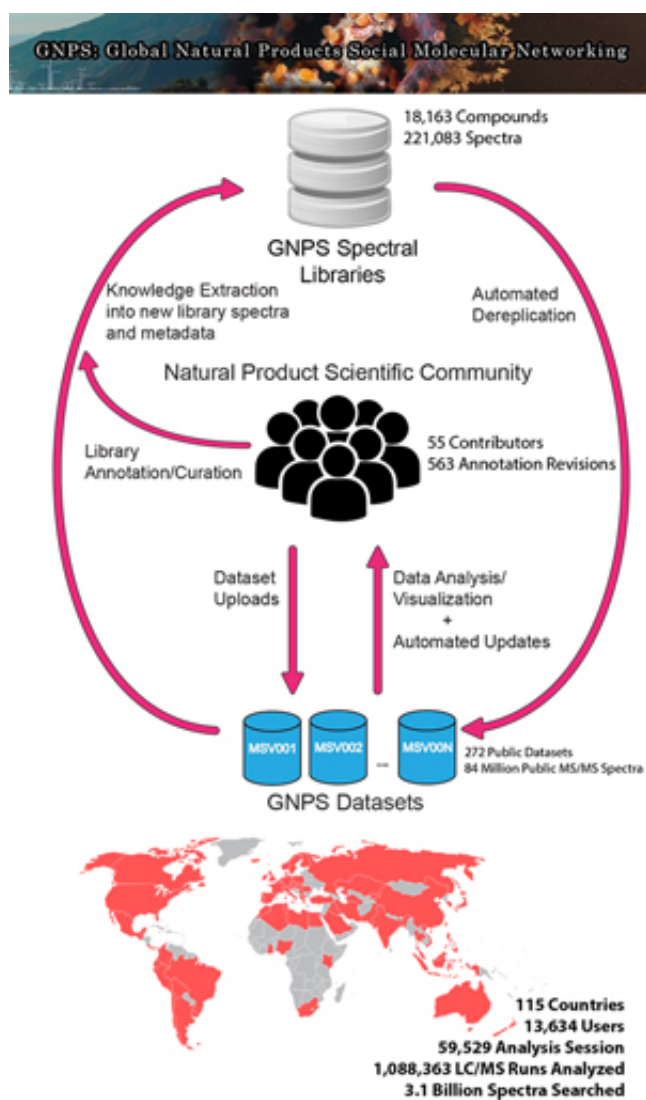 GNPS: Global Natural Products Social Molecular Networking
18,163 Compounds
221,083 Spectra
GNPS Spectral
Libraries
Knowledge Extraction
into new library spectra
and metadata
Automated
Dereplication
Natural Product Scientific Community
Library
Annotation/Curation
55 Contributors
563 Annotation Revisions
Dataset
Uploads
Data Analysis/
Visualization
+
Automated Updates
MSV001 MSV002 ... MSV00N
272 Public Datasets
84 Million Public MS/MS Spectra
GNPS Datasets
115 Countries
13,634 Users
59,529 Analysis Session
1,088,363 LC/MS Runs Analyzed
3.1 Billion Spectra Searched